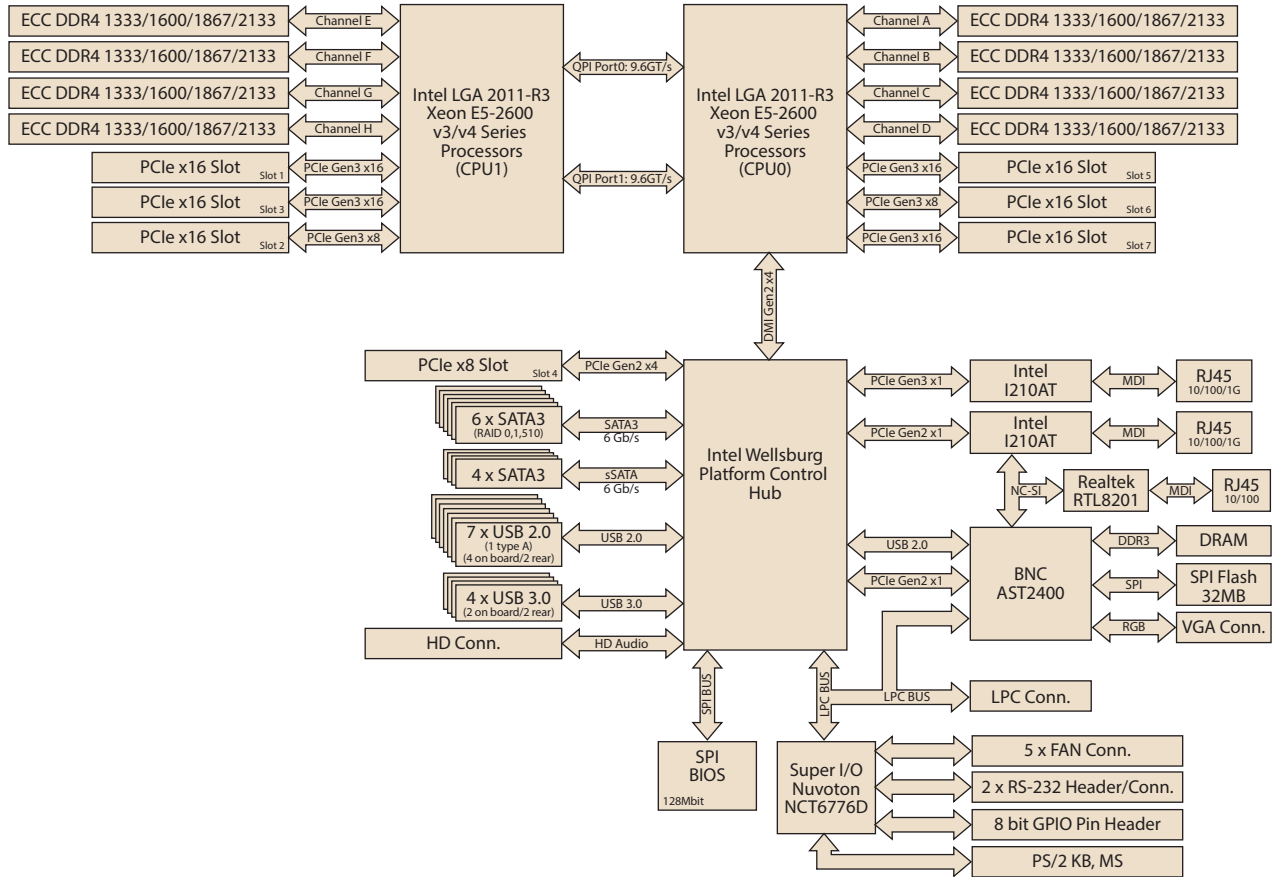 ECC DDR4 1333/1600/1867/2133
Channel E
ECC DDR4 1333/1600/1867/2133
Channel F
ECC DDR4 1333/1600/1867/2133
Channel G
ECC DDR4 1333/1600/1867/2133
Channel H
PCIe x16 Slot
Slot 1
PCIe Gen3 x16
PCIe x16 Slot
Slot 3
PCIe Gen3 x16
PCIe x16 Slot
Slot 2
PCIe Gen3 x8
Intel LGA 2011-R3
Xeon E5-2600
v3/v4 Series
Processors
(CPU1)
QPI Port0: 9.6GT/s
QPI Port1: 9.6GT/s
Intel LGA 2011-R3
Xeon E5-2600
v3/v4 Series
Processors
(CPU0)
Channel A
ECC DDR4 1333/1600/1867/2133
Channel B
ECC DDR4 1333/1600/1867/2133
Channel C
ECC DDR4 1333/1600/1867/2133
Channel D
ECC DDR4 1333/1600/1867/2133
PCIe Gen3 x16
PCIe x16 Slot
Slot 5
PCIe Gen3 x8
PCIe x16 Slot
Slot 6
PCIe Gen3 x16
PCIe x16 Slot
Slot 7
DMI Gen2 x4
PCIe x8 Slot
Slot 4
PCIe Gen2 x4
6 x SATA3
(RAID 0,1,510)
SATA3
6 Gb/s
4 x SATA3
sSATA
6 Gb/s
7 x USB 2.0
(1 type A)
(4 on board/2 rear)
USB 2.0
4 x USB 3.0
(2 on board/2 rear)
USB 3.0
HD Conn.
HD Audio
Intel Wellsburg
Platform Control
Hub
PCIe Gen3 x1
Intel
I210AT
MDI
RJ45
10/100/1G
PCIe Gen2 x1
Intel
I210AT
MDI
RJ45
10/100/1G
NC-SI
Realtek
RTL8201
MDI
RJ45
10/100
USB 2.0
PCIe Gen2 x1
BNC
AST2400
DDR3
DRAM
SPI
SPI Flash
32MB
RGB
VGA Conn.
SPI BUS
LPC BUS
LPC BUS
LPC Conn.
SPI
BIOS
128Mbit
Super I/O
Nuvoton
NCT6776D
5 x FAN Conn.
2 x RS-232 Header/Conn.
8 bit GPIO Pin Header
PS/2 KB, MS